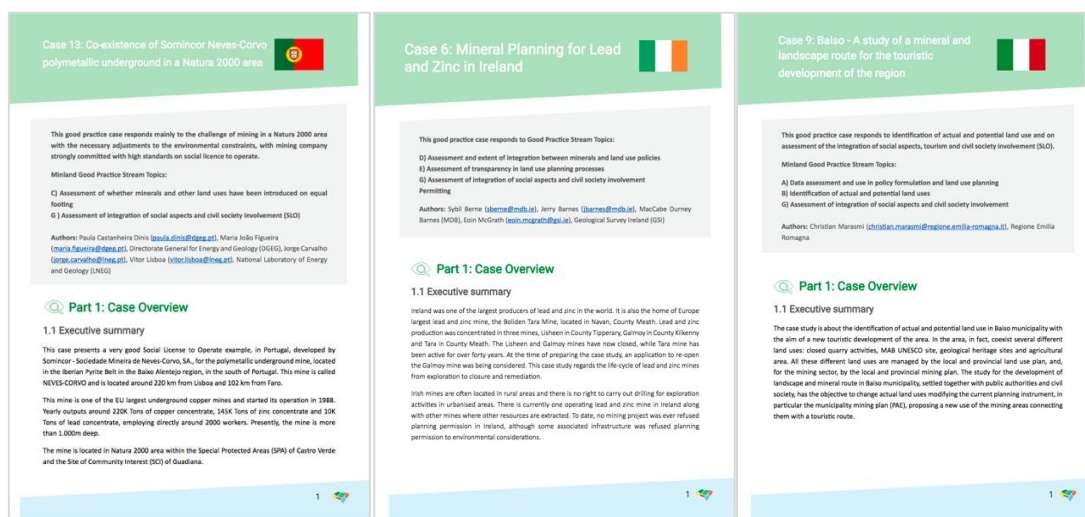 Case 13: Co-existence of Somincor Neves-Corvo
polymetallic underground in a Natura 2000 area
This good practice case responds mainly to the challenge of mining in a Natura 2000 area
with the necessary adjustments to the environmental constraints, with mining company
strongly committed with high standards on social licence to operate.
Minland Good Practice Stream Topics:
C) Assessment of whether minerals and other land uses have been introduced on equal
footing
G ) Assessment of integration of social aspects and civil society involvement (SLO)
Authors: Paula Castanheira Dinis (paula.dinis@dgeg.pt), Maria João Figueira
(maria.figueira@dgeg.pt), Directorate General for Energy and Geology (DGEG), Jorge Carvalho
(jorge.carvalho@lneg.pt), Vitor Lisboa (vitor.lisboa@lneg.pt), National Laboratory of Energy
and Geology (LNEG)
Part 1: Case Overview
1.1 Executive summary
This case presents a very good Social License to Operate example, in Portugal, developed by
Somincor - Sociedade Mineira de Neves-Corvo, SA., for the polymetallic underground mine, located
in the Iberian Pyrite Belt in the Baixo Alentejo region, in the south of Portugal. This mine is called
NEVES-CORVO and is located around 220 km from Lisboa and 102 km from Faro.
This mine is one of the EU largest underground copper mines and started its operation in 1988.
Yearly outputs around 220K Tons of copper concentrate, 145K Tons of zinc concentrate and 10K
Tons of lead concentrate, employing directly around 2000 workers. Presently, the mine is more
than 1.000m deep.
The mine is located in Natura 2000 area within the Special Protected Areas (SPA) of Castro Verde
and the Site of Community Interest (SCI) of Guadiana.
1
Case 6: Mineral Planning for Lead
and Zinc in Ireland
This good practice case responds to Good Practice Stream Topics:
D) Assessment and extent of integration between minerals and land use policies
E) Assessment of transparency in land use planning processes
G) Assessment of integration of social aspects and civil society involvement
Permitting
Authors: Sybil Berne (sberne@mdb.ie), Jerry Barnes (jbarnes@mdb.ie), MacCabe Durney
Barnes (MDB), Eoin McGrath (eoin.mcgrath@gsi.ie), Geological Survey Ireland (GSI)
Part 1: Case Overview
1.1 Executive summary
Ireland was one of the largest producers of lead and zinc in the world. It is also the home of Europe
largest lead and zinc mine, the Boliden Tara Mine, located in Navan, County Meath. Lead and zinc
production was concentrated in three mines, Lisheen in County Tipperary, Galmoy in County Kilkenny
and Tara in County Meath. The Lisheen and Galmoy mines have now closed, while Tara mine has
been active for over forty years. At the time of preparing the case study, an application to re-open
the Galmoy mine was being considered. This case study regards the life-cycle of lead and zinc mines
from exploration to closure and remediation.
Irish mines are often located in rural areas and there is no right to carry out drilling for exploration
activities in urbanised areas. There is currently one operating lead and zinc mine in Ireland along
with other mines where other resources are extracted. To date, no mining project was ever refused
planning permission in Ireland, although some associated infrastructure was refused planning
permission to environmental considerations.
1
Case 9: Baiso - A study of a mineral and
landscape route for the touristic
development of the region
This good practice case responds to identification of actual and potential land use and on
assessment of the integration of social aspects, tourism and civil society involvement (SLO).
Minland Good Practice Stream Topics:
A) Data assessment and use in policy formulation and land use planning
B) Identification of actual and potential land uses
G) Assessment of integration of social aspects and civil society involvement
Authors: Christian Marasmi (christian.marasmi@regione.emilia-romagna.it), Regione Emilia
Romagna
Part 1: Case Overview
1.1 Executive summary
The case study is about the identification of actual and potential land use in Baiso municipality with
the aim of a new touristic development of the area. In the area, in fact, coexist several different
land uses: closed quarry activities, MAB UNESCO site, geological heritage sites and agricultural
area. All these different land uses are managed by the local and provincial land use plan, and,
for the mining sector, by the local and provincial mining plan. The study for the development of
landscape and mineral route in Baiso municipality, settled together with public authorities and civil
society, has the objective to change actual land uses modifying the current planning instrument, in
particular the municipality mining plan (PAE), proposing a new use of the mining areas connecting
them with a touristic route.
1